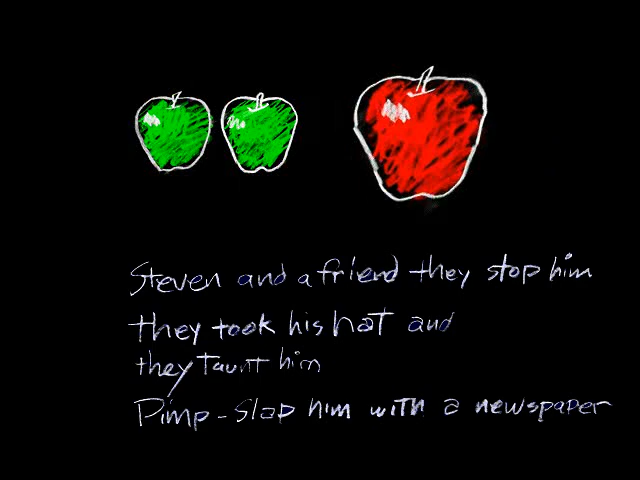 Steven and a friend they stop him
they took his hat and
they Taunt him
Pimp-Slap him with a newspaper